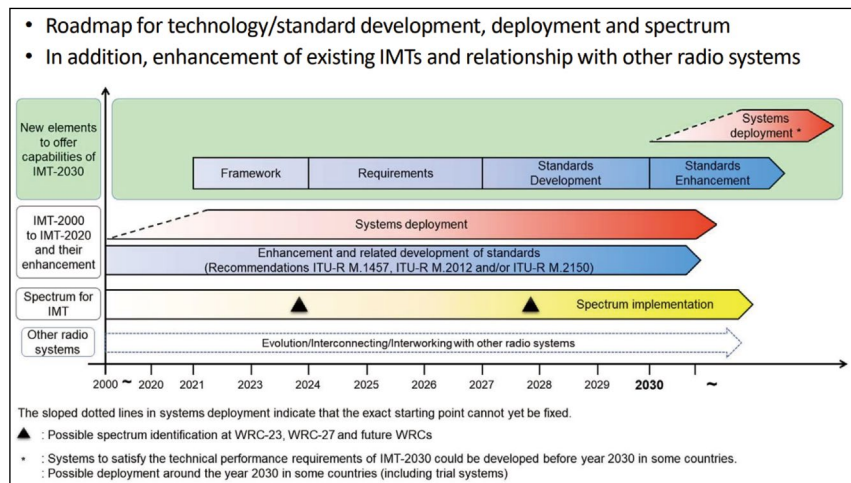 • Roadmap for technology/standard development, deployment and spectrum
• In addition, enhancement of existing IMTs and relationship with other radio systems
New elements
to offer
capabilities of
IMT-2030
Systems
deployment *
Framework
Requirements
Standards
Development
Standards
Enhancement
IMT-2000
to IMT-2020
and their
enhancement
Systems deployment
Enhancement and related development of standards
(Recommendations ITU-R M.1457, ITU-R M.2012 and/or ITU-R M.2150)
Spectrum for
IMT
Spectrum implementation
Other radio
systems
Evolution/Interconnecting/Interworking with other radio systems
2000 ~ 2020 2021 2023 2024 2025 2026 2027 2028 2029 2030 ~
The sloped dotted lines in systems deployment indicate that the exact starting point cannot yet be fixed.
▲ : Possible spectrum identification at WRC-23, WRC-27 and future WRCs
* : Systems to satisfy the technical performance requirements of IMT-2030 could be developed before year 2030 in some countries.
: Possible deployment around the year 2030 in some countries (including trial systems)